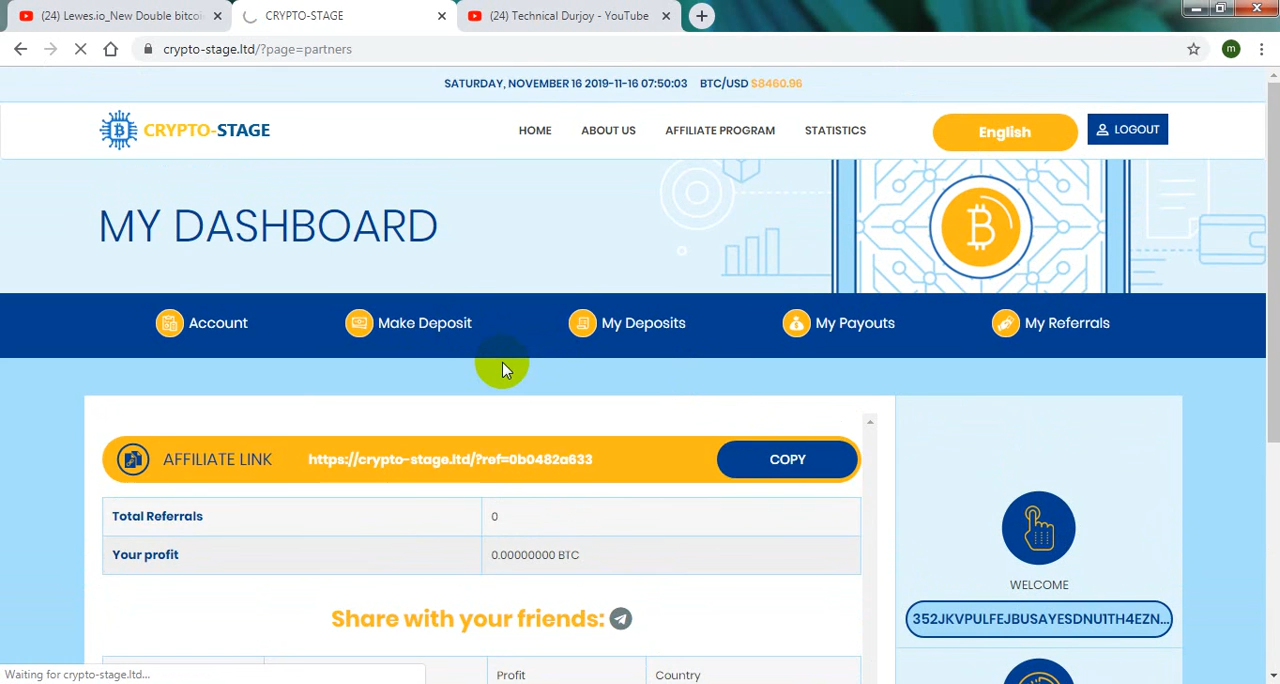 (24) Lewes.io_New Double bitcoi
CRYPTO-STAGE
(24) Technical Durjoy - YouTube
crypto-stage.ltd/?page=partners
m
SATURDAY, NOVEMBER 16 2019-11-16 07:50:03 BTC/USD $8460.96
CRYPTO-STAGE
HOME
ABOUT US
AFFILIATE PROGRAM
STATISTICS
English
LOGOUT
MY DASHBOARD
Account
Make Deposit
My Deposits
My Payouts
My Referrals
AFFILIATE LINK
https://crypto-stage.ltd/?ref=0b0482a633
COPY
Total Referrals 0
Your profit 0.00000000 BTC
Share with your friends:
Profit
Country
WELCOME
352JKVPULFEJBUSAYESDNU1TH4EZN...
Waiting for crypto-stage.ltd...